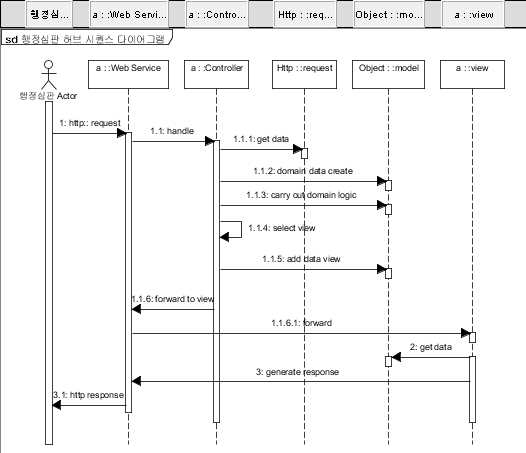 행정심...
a : :Web Servi...
a : :Contro...
Http : :req...
Object : :mo...
a : :view
sd 행정심판 허브 시퀀스 다이어그램
행정심판 Actor
a : :Web Service
a : :Controller
Http : :request
Object : :model
a : :view
1: http:: request
1.1: handle
1.1.1: get data
1.1.2: domain data create
1.1.3: carry out domain logic
1.1.4: select view
1.1.5: add data view
1.1.6: forward to view
1.1.6.1: forward
2: get data
3: generate response
3.1: http response